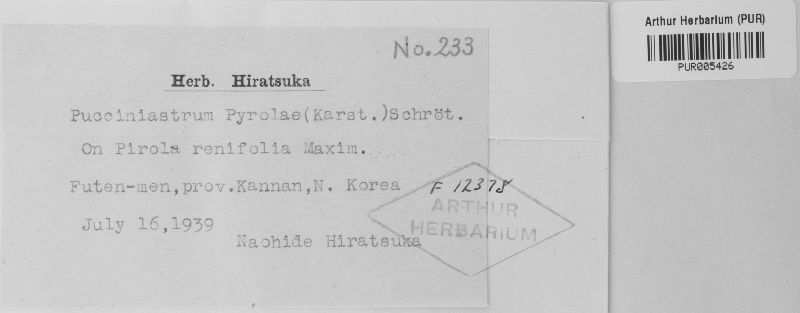 No. 233
Herb. Hiratsuka
Pucciniastrum Pyrolae(Karst.)Schröt.
On Pirola renifolia Maxim.
Futen-men,prov.Kannan,N. Korea
F 12378
July 16,1939
Naohide Hiratsuka
ARTHUR
HERBARIUM
Arthur Herbarium (PUR)
PUR005426